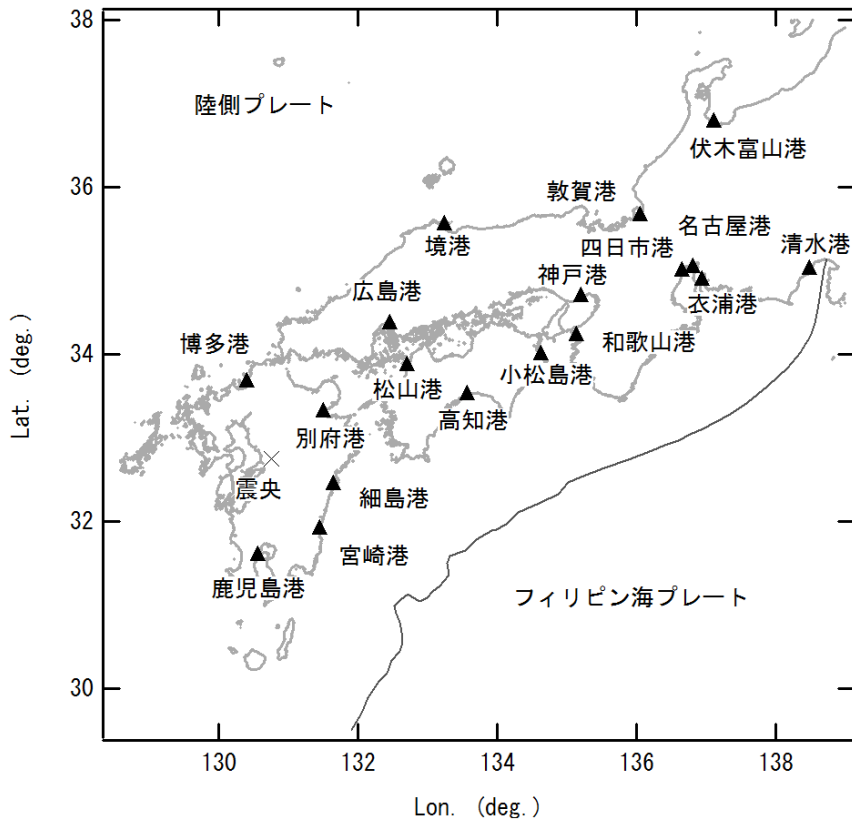 38
陸側プレート
伏木富山港
36
敦賀港
名古屋港
境港
四日市港
清水港
神戸港
広島港
衣浦港
博多港
34
和歌山港
小松島港
松山港
高知港
別府港
震央
細島港
32
宮崎港
鹿児島港
フィリピン海プレート
30
130
132
134
136
138
Lat. (deg.)
Lon. (deg.)